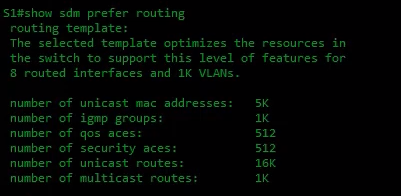 S1#show sdm prefer routing
routing template:
The selected template optimizes the resources in
the switch to support this level of features for
8 routed interfaces and 1K VLANs.
number of unicast mac addresses: 5K
number of igmp groups: 1K
number of qos aces: 512
number of security aces: 512
number of unicast routes: 16K
number of multicast routes: 1K